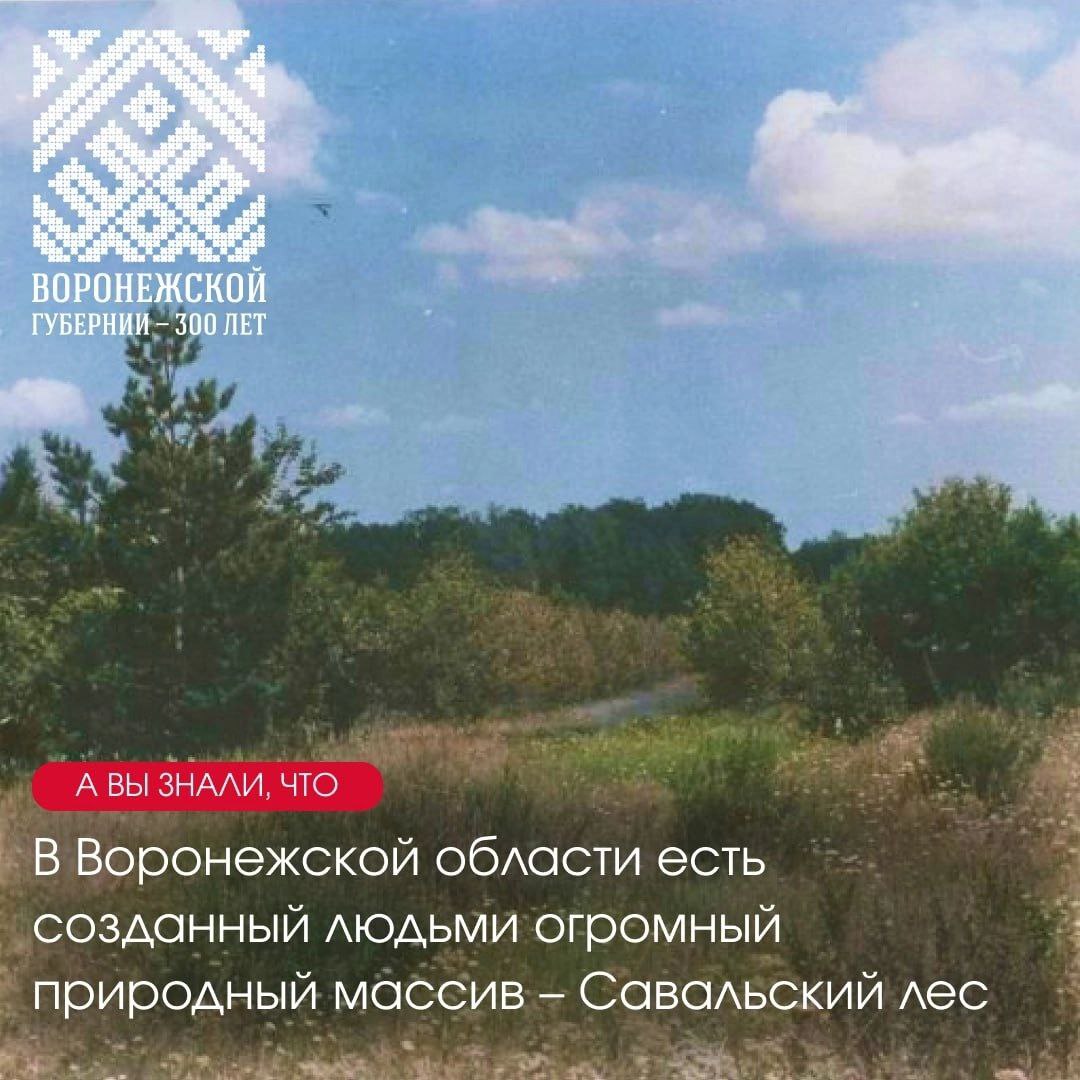 ВОРОНЕЖСКОЙ
ГУБЕРНИИ – 300 ЛЕТ
А ВЫ ЗНАЛИ, ЧТО
В Воронежской области есть
созданный людьми огромный
природный массив – Савальский лес